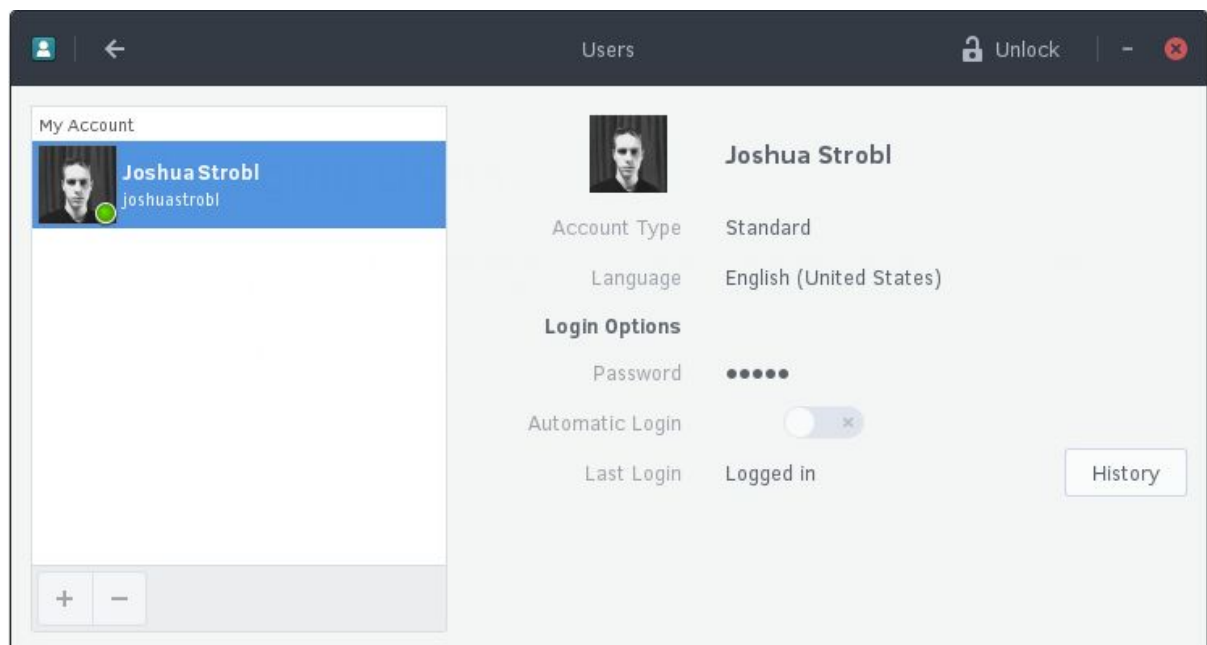 Users
Unlock
My Account
Joshua Strobl
joshuastrobl
Joshua Strobl
Account Type Standard
Language English (United States)
Login Options
Password •••••
Automatic Login
Last Login Logged in History